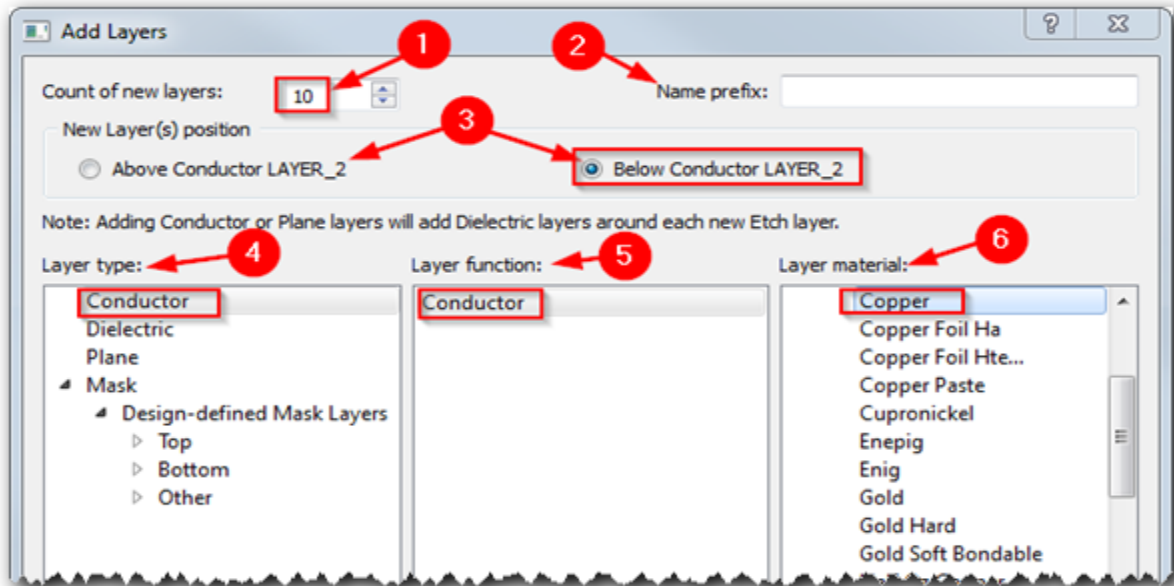 Add Layers
1
2
Count of new layers: 10
Name prefix:
New Layer(s) position
3
Above Conductor LAYER_2
Below Conductor LAYER_2
Note: Adding Conductor or Plane layers will add Dielectric layers around each new Etch layer.
4
5
6
Layer type:
Layer function:
Layer material:
Conductor
Dielectric
Plane
Mask
Design-defined Mask Layers
Top
Bottom
Other
Conductor
Copper
Copper Foil Ha
Copper Foil Hte...
Copper Paste
Cupronickel
Enepig
Enig
Gold
Gold Hard
Gold Soft Bondable